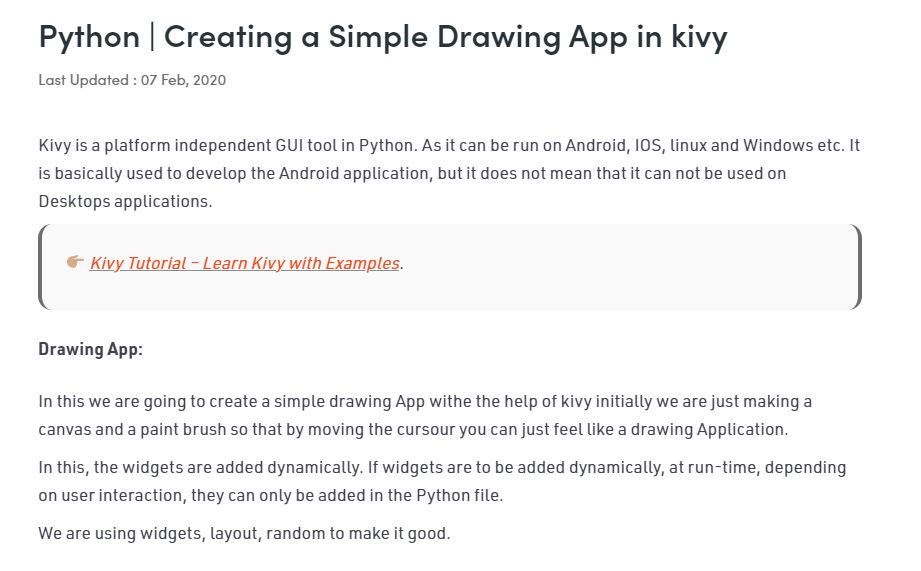 Python | Creating a Simple Drawing App in kivy
Last Updated : 07 Feb, 2020
Kivy is a platform independent GUI tool in Python. As it can be run on Android, IOS, linux and Windows etc. It
is basically used to develop the Android application, but it does not mean that it can not be used on
Desktops applications.
Kivy Tutorial – Learn Kivy with Examples.
Drawing App:
In this we are going to create a simple drawing App withe the help of kivy initially we are just making a
canvas and a paint brush so that by moving the cursour you can just feel like a drawing Application.
In this, the widgets are added dynamically. If widgets are to be added dynamically, at run-time, depending
on user interaction, they can only be added in the Python file.
We are using widgets, layout, random to make it good.